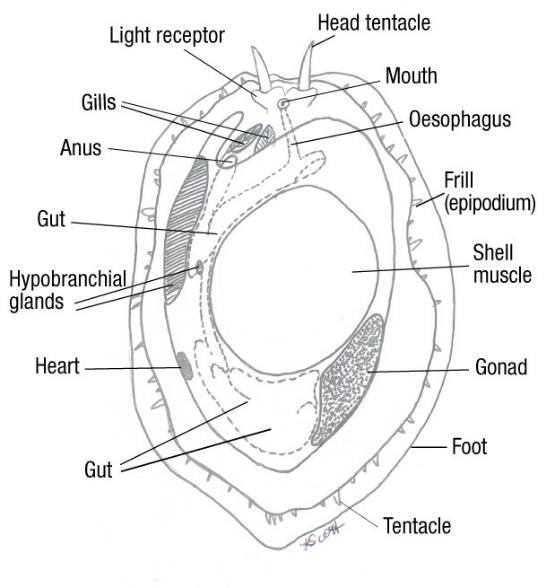 Head tentacle
Light receptor
Mouth
Gills
Oesophagus
Anus
Frill
(epipodium)
Gut
Shell
muscle
Hypobranchial
glands
Heart
Gonad
Foot
Gut
Tentacle